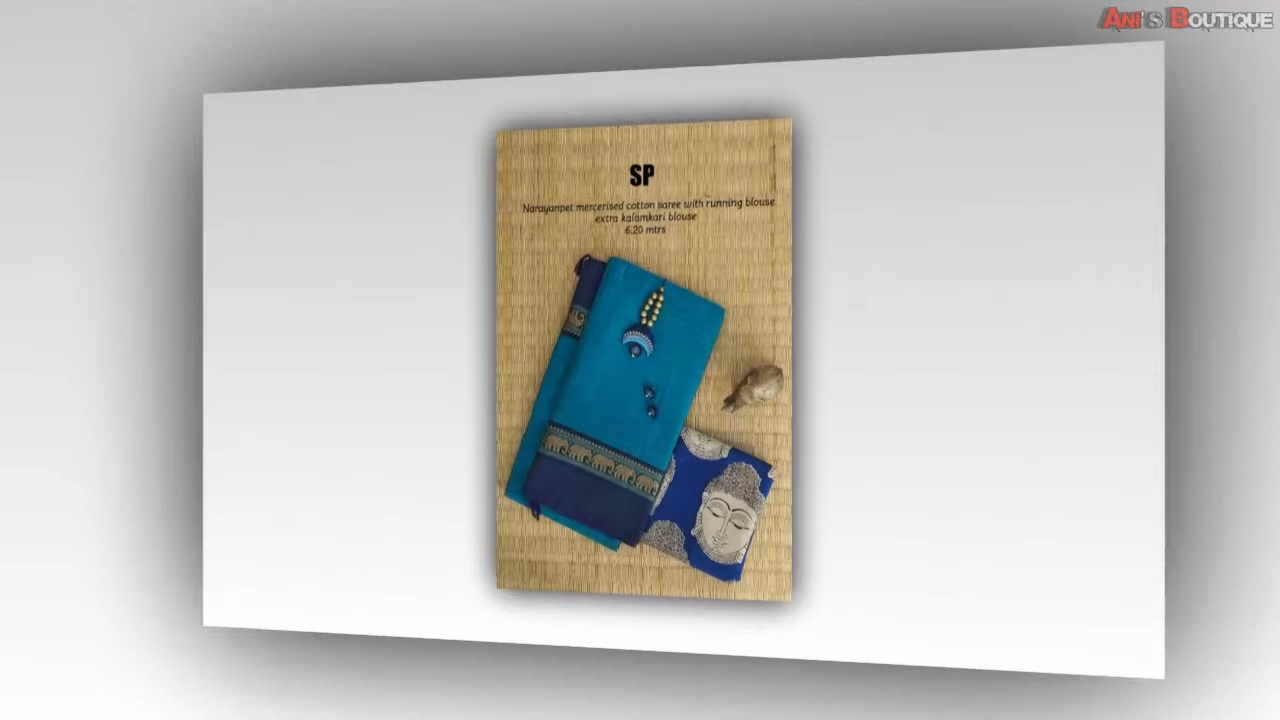 ANI'S BOUTIQUE
SP
Narayanpet mercerised cotton saree with running blouse
extra kalamkari blouse
6.20 mtrs